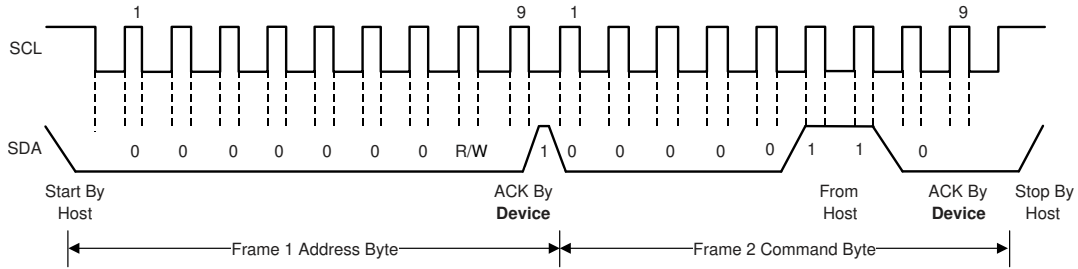 1 9 1 9
SCL
SDA
0 0 0 0 0 0 0 R/W 1 0 0 0 0 0 1 1 0
Start By
Host
ACK By
Device
From
Host
ACK By
Device
Stop By
Host
Frame 1 Address Byte
Frame 2 Command Byte